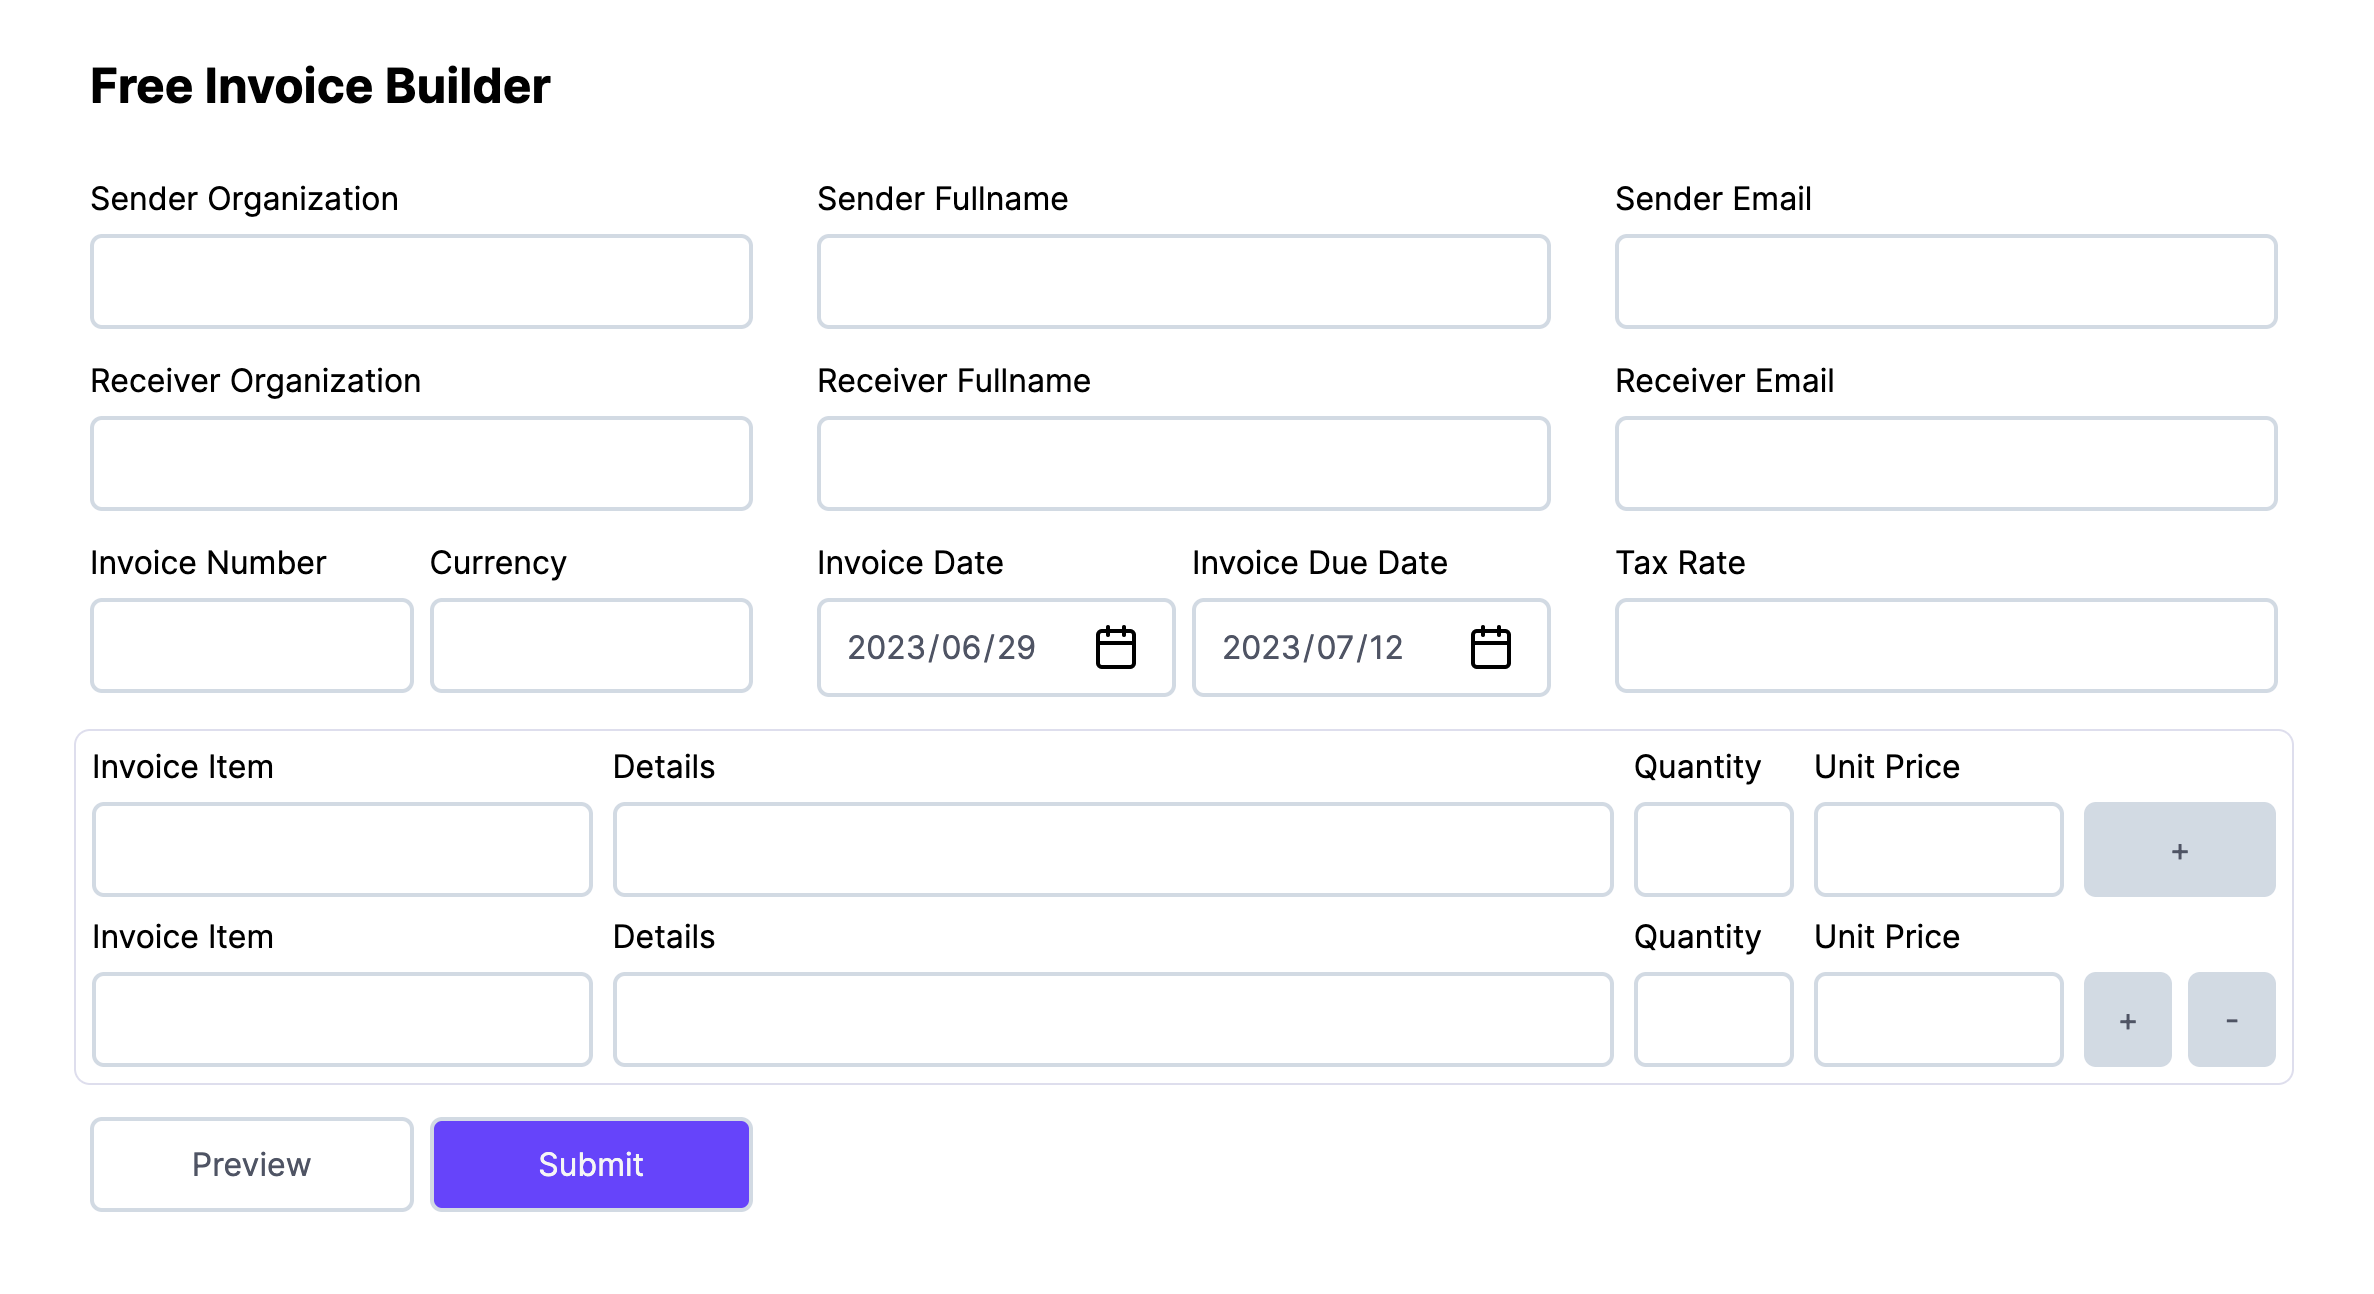 Free Invoice Builder
Sender Organization Sender Fullname Sender Email
Receiver Organization Receiver Fullname Receiver Email
Invoice Number Currency Invoice Date Invoice Due Date Tax Rate
2023/06/29 2023/07/12
Invoice Item Details Quantity Unit Price
+
Invoice Item Details Quantity Unit Price
+ -
Preview Submit